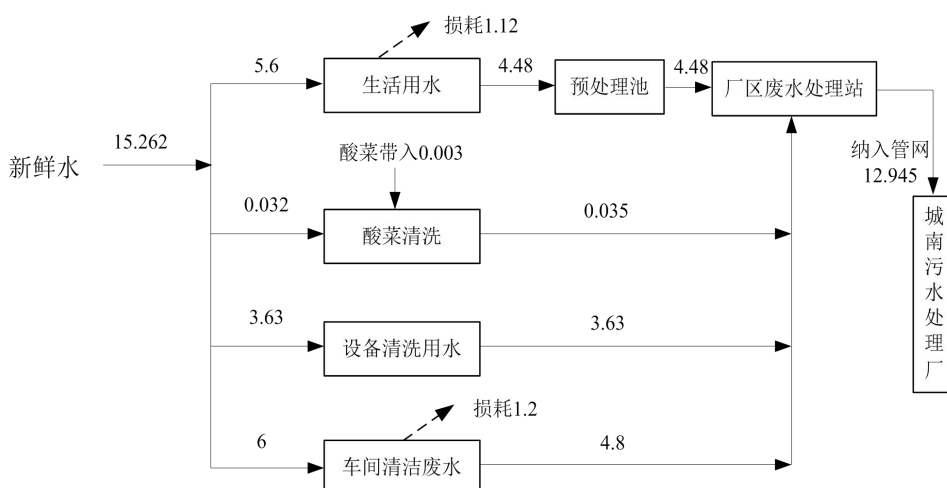 损耗1.12
5.6
生活用水
4.48
预处理池
4.48
厂区废水处理站
15.262
新鲜水
酸菜带入0.003
纳入管网
12.945
0.032
酸菜清洗
0.035
城南污水处理厂
3.63
设备清洗用水
3.63
损耗1.2
6
车间清洁废水
4.8